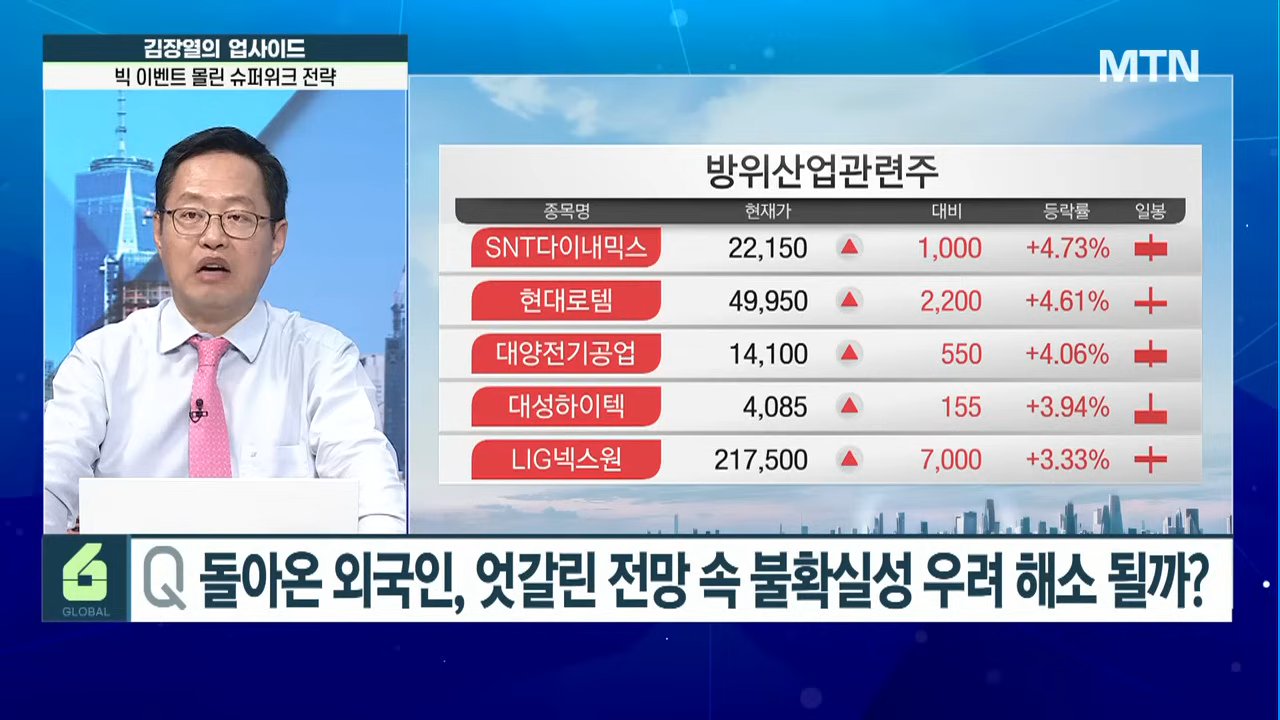 김장열의 업사이드
빅 이벤트 몰린 슈퍼위크 전략
MTN
방위산업관련주
종목명 현재가 대비 등락률 일봉
SNT다이내믹스 22,150 ▲ 1,000 +4.73%
현대로템 49,950 ▲ 2,200 +4.61%
대양전기공업 14,100 ▲ 550 +4.06%
대성하이텍 4,085 ▲ 155 +3.94%
LIG넥스원 217,500 ▲ 7,000 +3.33%
6 GLOBAL
Q 돌아온 외국인, 엇갈린 전망 속 불확실성 우려 해소 될까?